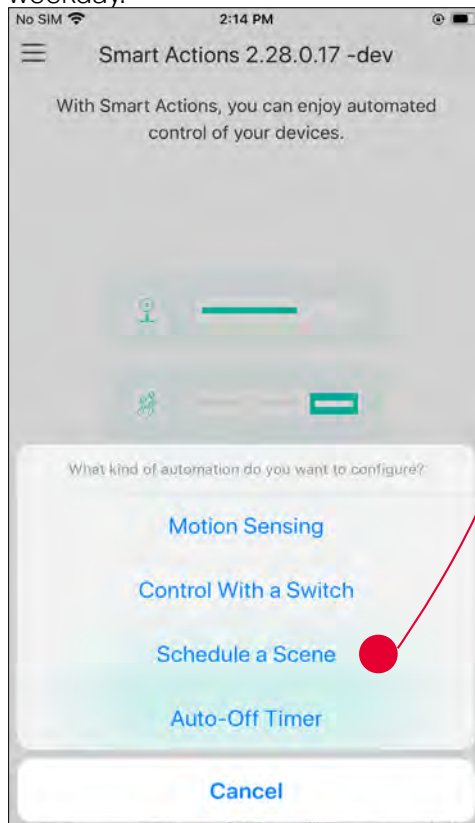 weekday.
No SIM 2:14 PM
Smart Actions 2.28.0.17 -dev
With Smart Actions, you can enjoy automated
control of your devices.
What kind of automation do you want to configure?
Motion Sensing
Control With a Switch
Schedule a Scene
Auto-Off Timer
Cancel